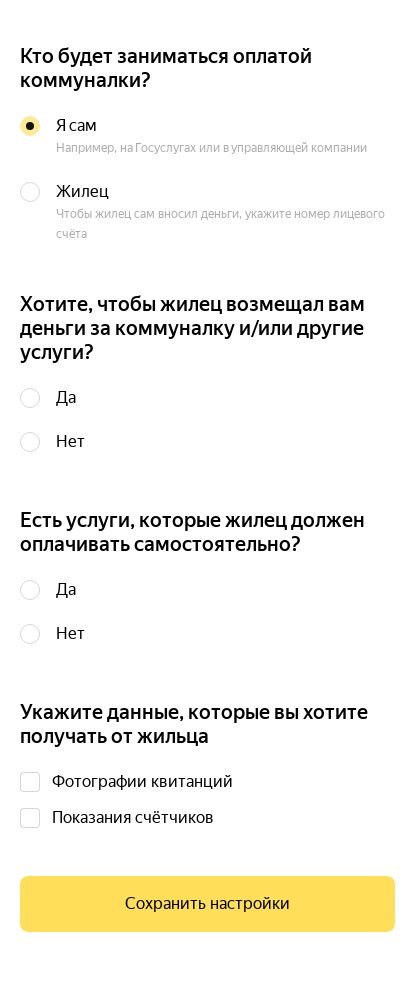 Кто будет заниматься оплатой
коммуналки?
Я сам
Например, на Госуслугах или в управляющей компании
Жилец
Чтобы жилец сам вносил деньги, укажите номер лицевого
счёта
Хотите, чтобы жилец возмещал вам
деньги за коммуналку и/или другие
услуги?
Да
Нет
Есть услуги, которые жилец должен
оплачивать самостоятельно?
Да
Нет
Укажите данные, которые вы хотите
получать от жильца
Фотографии квитанций
Показания счётчиков
Сохранить настройки